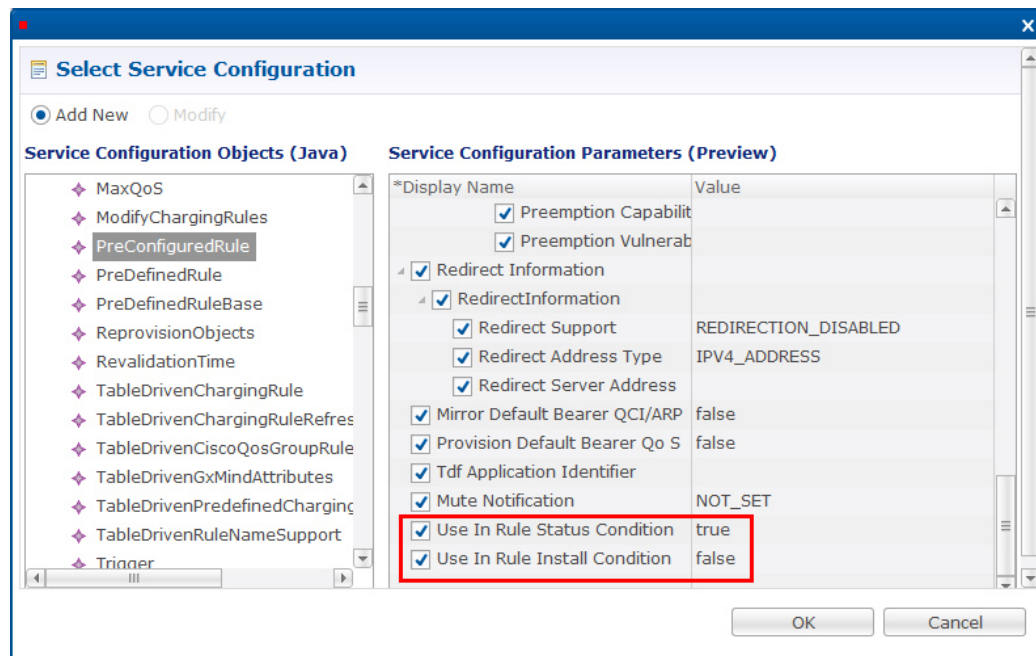 x
Select Service Configuration
Add New Modify
Service Configuration Objects (Java)
MaxQoS
ModifyChargingRules
PreConfiguredRule
PreDefinedRule
PreDefinedRuleBase
ReprovisionObjects
RevalidationTime
TableDrivenChargingRule
TableDrivenChargingRuleRefres
TableDrivenCiscoQosGroupRule
TableDrivenGxMindAttributes
TableDrivenPredefinedCharging
TableDrivenRuleNameSupport
Trigger
Service Configuration Parameters (Preview)
*Display Name Value
Preemption Capabilit
Preemption Vulnerab
Redirect Information
RedirectInformation
Redirect Support REDIRECTION_DISABLED
Redirect Address Type IPV4_ADDRESS
Redirect Server Address
Mirror Default Bearer QCI/ARP false
Provision Default Bearer Qo S false
Tdf Application Identifier
Mute Notification NOT_SET
Use In Rule Status Condition true
Use In Rule Install Condition false
OK Cancel